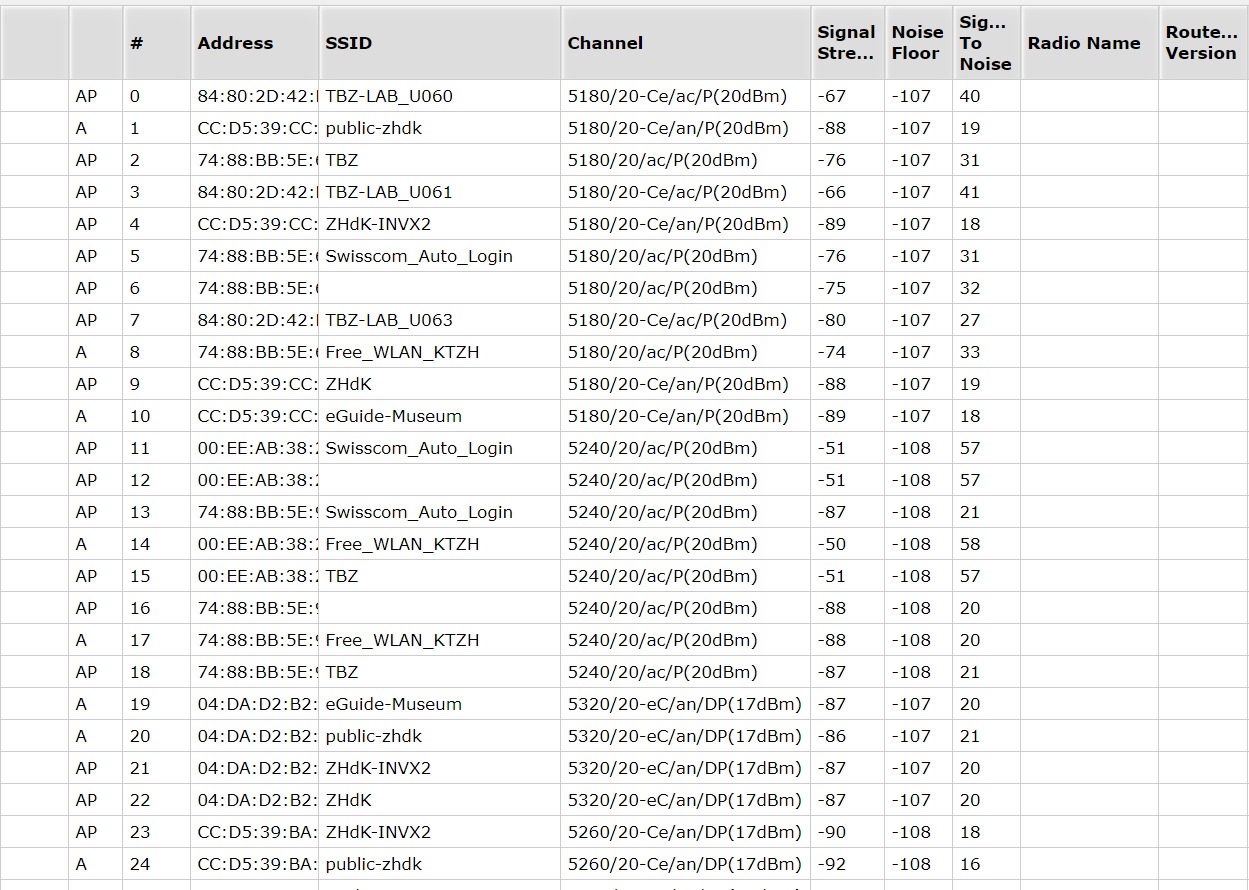 # Address SSID Channel Signal Stre... Noise Floor Sig... To Noise Radio Name Route... Version
AP 0 84:80:2D:42: TBZ-LAB_U060 5180/20-Ce/ac/P(20dBm) -67 -107 40
A 1 CC:D5:39:CC: public-zhdk 5180/20-Ce/an/P(20dBm) -88 -107 19
AP 2 74:88:BB:5E: TBZ 5180/20/ac/P(20dBm) -76 -107 31
AP 3 84:80:2D:42: TBZ-LAB_U061 5180/20-Ce/ac/P(20dBm) -66 -107 41
AP 4 CC:D5:39:CC: ZHdK-INVX2 5180/20-Ce/an/P(20dBm) -89 -107 18
AP 5 74:88:BB:5E: Swisscom_Auto_Login 5180/20/ac/P(20dBm) -76 -107 31
AP 6 74:88:BB:5E: 5180/20/ac/P(20dBm) -75 -107 32
AP 7 84:80:2D:42: TBZ-LAB_U063 5180/20-Ce/ac/P(20dBm) -80 -107 27
A 8 74:88:BB:5E: Free_WLAN_KTZH 5180/20/ac/P(20dBm) -74 -107 33
AP 9 CC:D5:39:CC: ZHdK 5180/20-Ce/an/P(20dBm) -88 -107 19
A 10 CC:D5:39:CC: eGuide-Museum 5180/20-Ce/an/P(20dBm) -89 -107 18
AP 11 00:EE:AB:38: Swisscom_Auto_Login 5240/20/ac/P(20dBm) -51 -108 57
AP 12 00:EE:AB:38: 5240/20/ac/P(20dBm) -51 -108 57
AP 13 74:88:BB:5E: Swisscom_Auto_Login 5240/20/ac/P(20dBm) -87 -108 21
A 14 00:EE:AB:38: Free_WLAN_KTZH 5240/20/ac/P(20dBm) -50 -108 58
AP 15 00:EE:AB:38: TBZ 5240/20/ac/P(20dBm) -51 -108 57
AP 16 74:88:BB:5E: 5240/20/ac/P(20dBm) -88 -108 20
A 17 74:88:BB:5E: Free_WLAN_KTZH 5240/20/ac/P(20dBm) -88 -108 20
AP 18 74:88:BB:5E: TBZ 5240/20/ac/P(20dBm) -87 -108 21
A 19 04:DA:D2:B2: eGuide-Museum 5320/20-eC/an/DP(17dBm) -87 -107 20
A 20 04:DA:D2:B2: public-zhdk 5320/20-eC/an/DP(17dBm) -86 -107 21
AP 21 04:DA:D2:B2: ZHdK-INVX2 5320/20-eC/an/DP(17dBm) -87 -107 20
AP 22 04:DA:D2:B2: ZHdK 5320/20-eC/an/DP(17dBm) -87 -107 20
AP 23 CC:D5:39:BA: ZHdK-INVX2 5260/20-Ce/an/DP(17dBm) -90 -108 18
A 24 CC:D5:39:BA: public-zhdk 5260/20-Ce/an/DP(17dBm) -92 -108 16